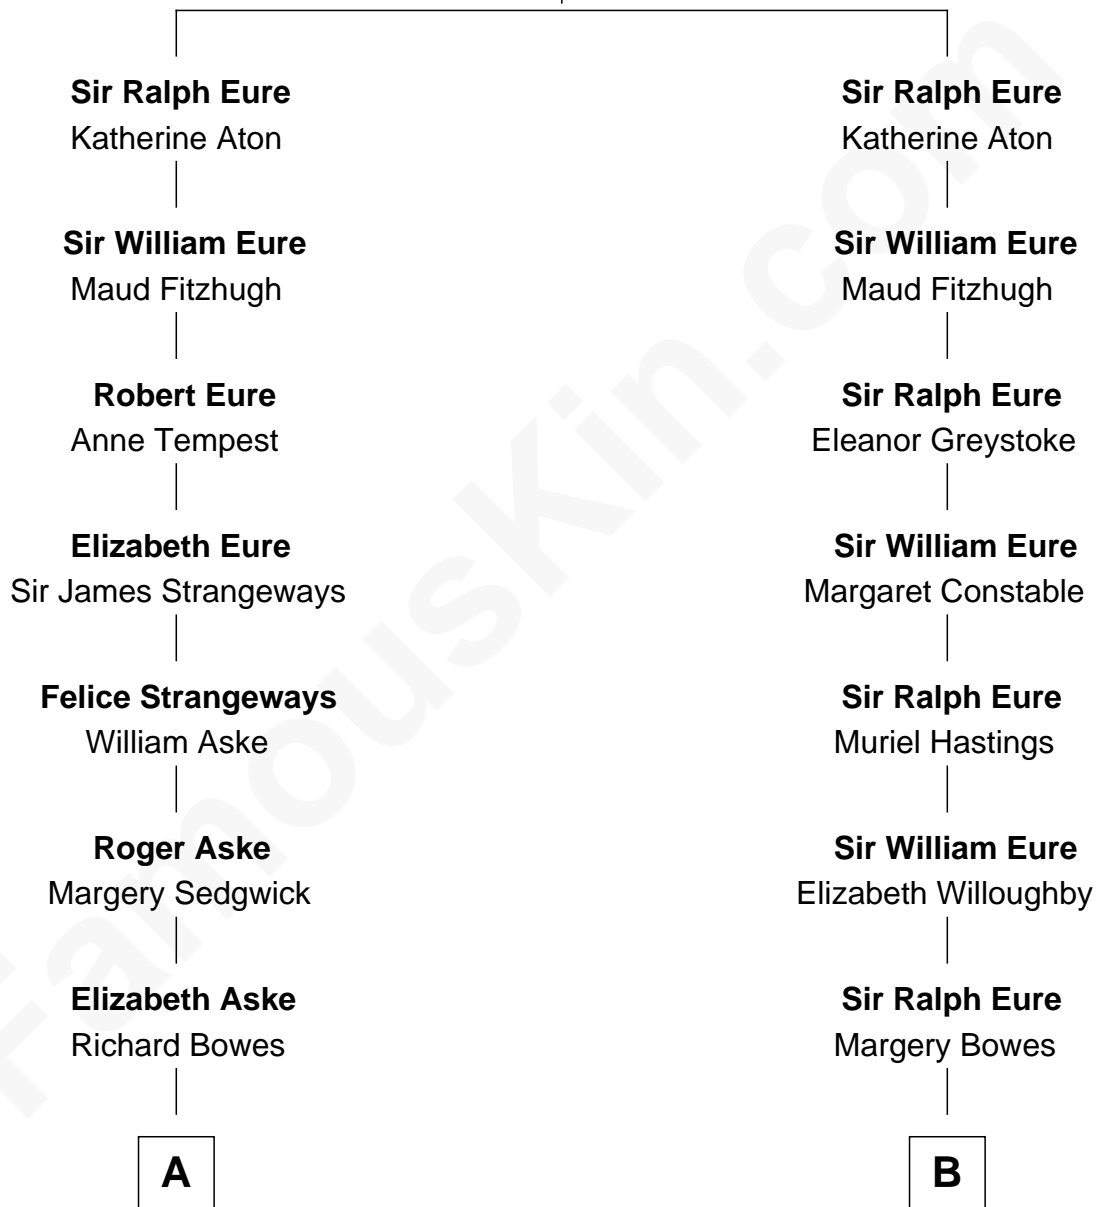 Sir Ralph Eure
Katherine Aton
Sir William Eure
Maud Fitzhugh
Robert Eure
Anne Tempest
Elizabeth Eure
Sir James Strangeways
Felice Strangeways
William Aske
Roger Aske
Margery Sedgwick
Elizabeth Aske
Richard Bowes
A
Sir Ralph Eure
Katherine Aton
Sir William Eure
Maud Fitzhugh
Sir Ralph Eure
Eleanor Greystoke
Sir William Eure
Margaret Constable
Sir Ralph Eure
Muriel Hastings
Sir William Eure
Elizabeth Willoughby
Sir Ralph Eure
Margery Bowes
B
FamousKin.com